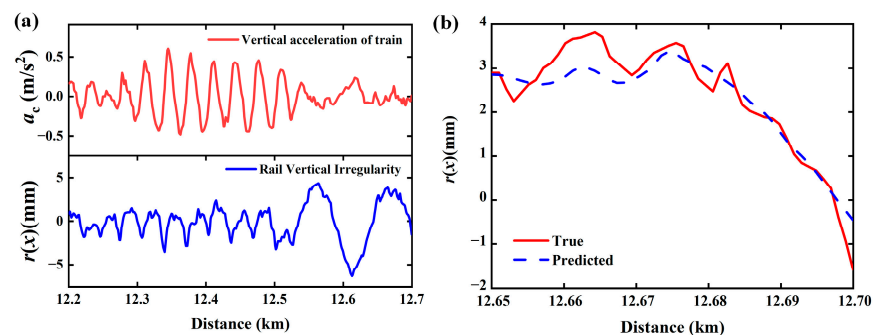 (a)
Vertical acceleration of train
a_c (m/s²)
0.5
0.0
−0.5
Rail Vertical Irregularity
r(x)(mm)
5
0
−5
12.2 12.3 12.4 12.5 12.6 12.7
Distance (km)
(b)
r(x)(mm)
4
3
2
1
0
−1
−2
True
Predicted
12.65 12.66 12.67 12.68 12.69 12.70
Distance (km)